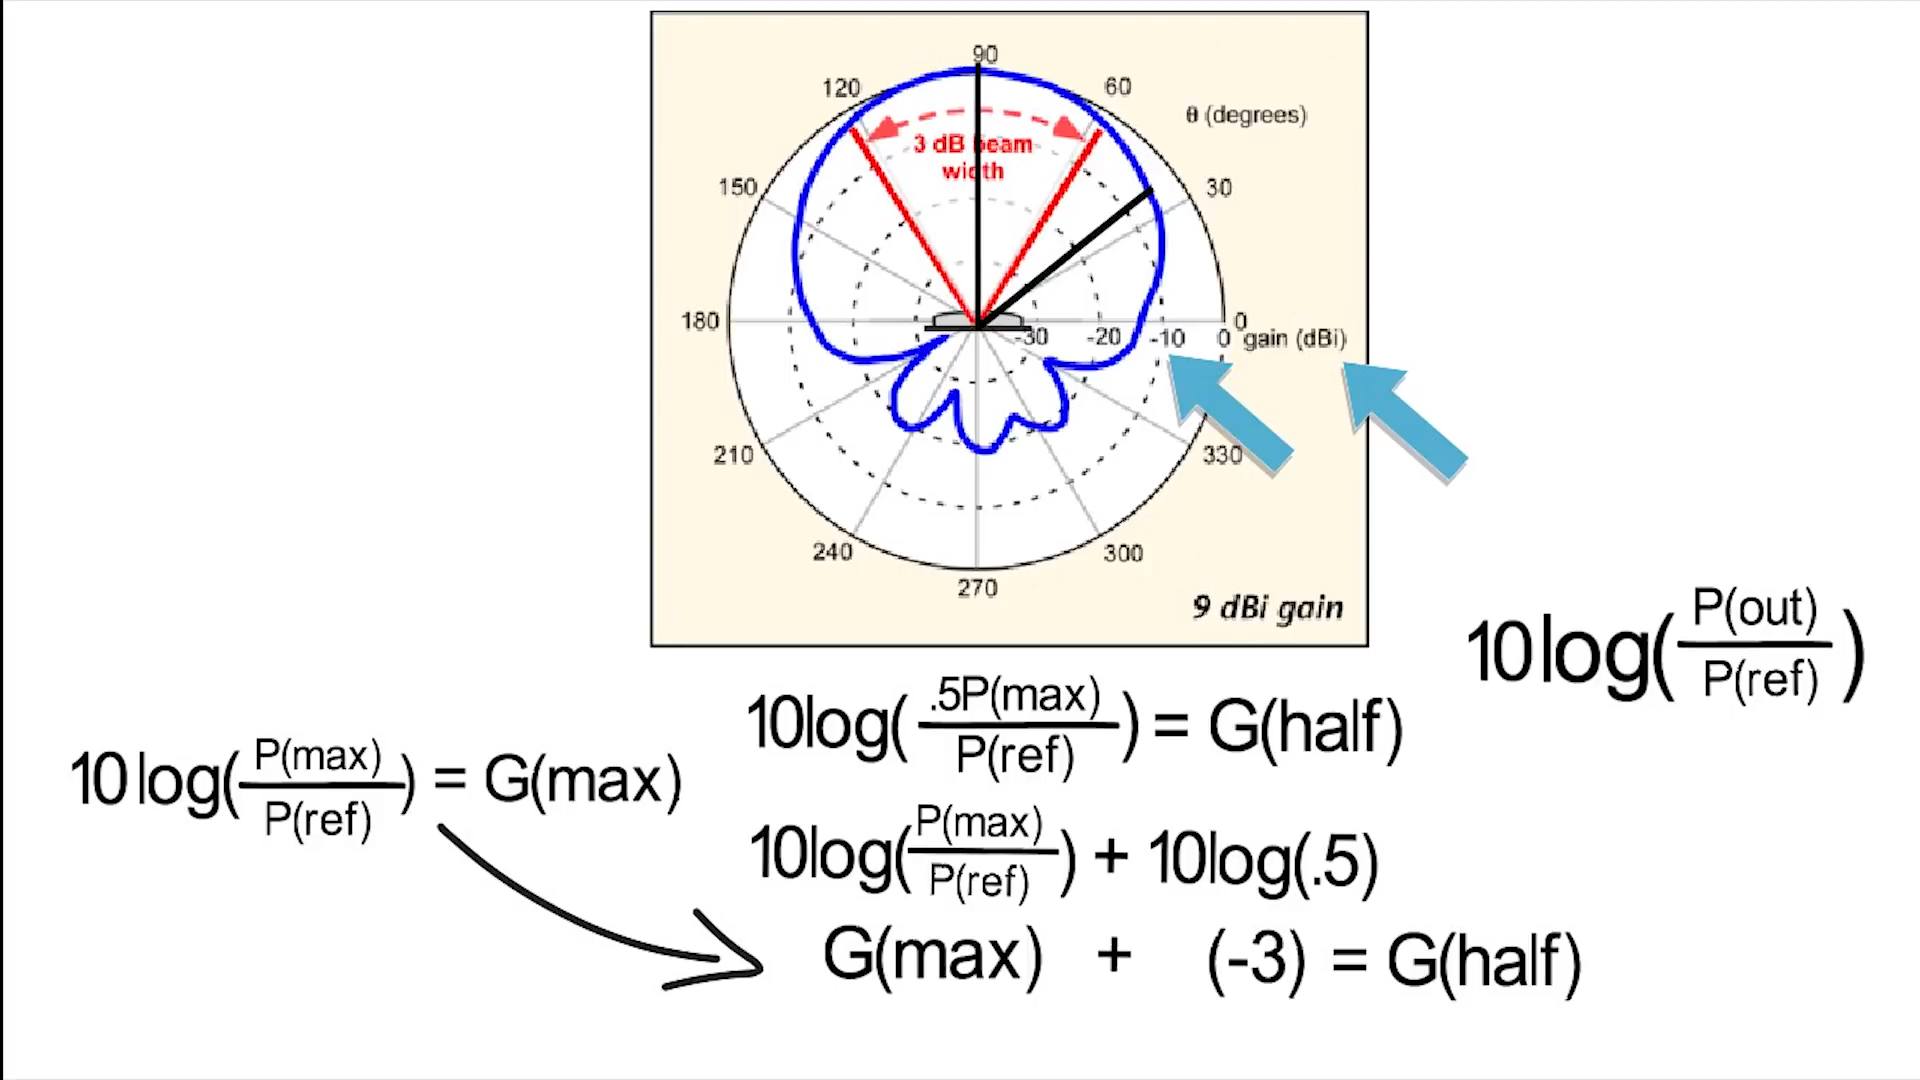 90
120
60
θ (degrees)
3 dB beam
width
150
30
180
0
-30 -20 -10 0 gain (dBi)
210
330
240
300
270
9 dBi gain
10log(P(out)/P(ref))
10log(.5P(max)/P(ref)) = G(half)
10log(P(max)/P(ref)) = G(max)
10log(P(max)/P(ref)) + 10log(.5)
G(max) + (-3) = G(half)